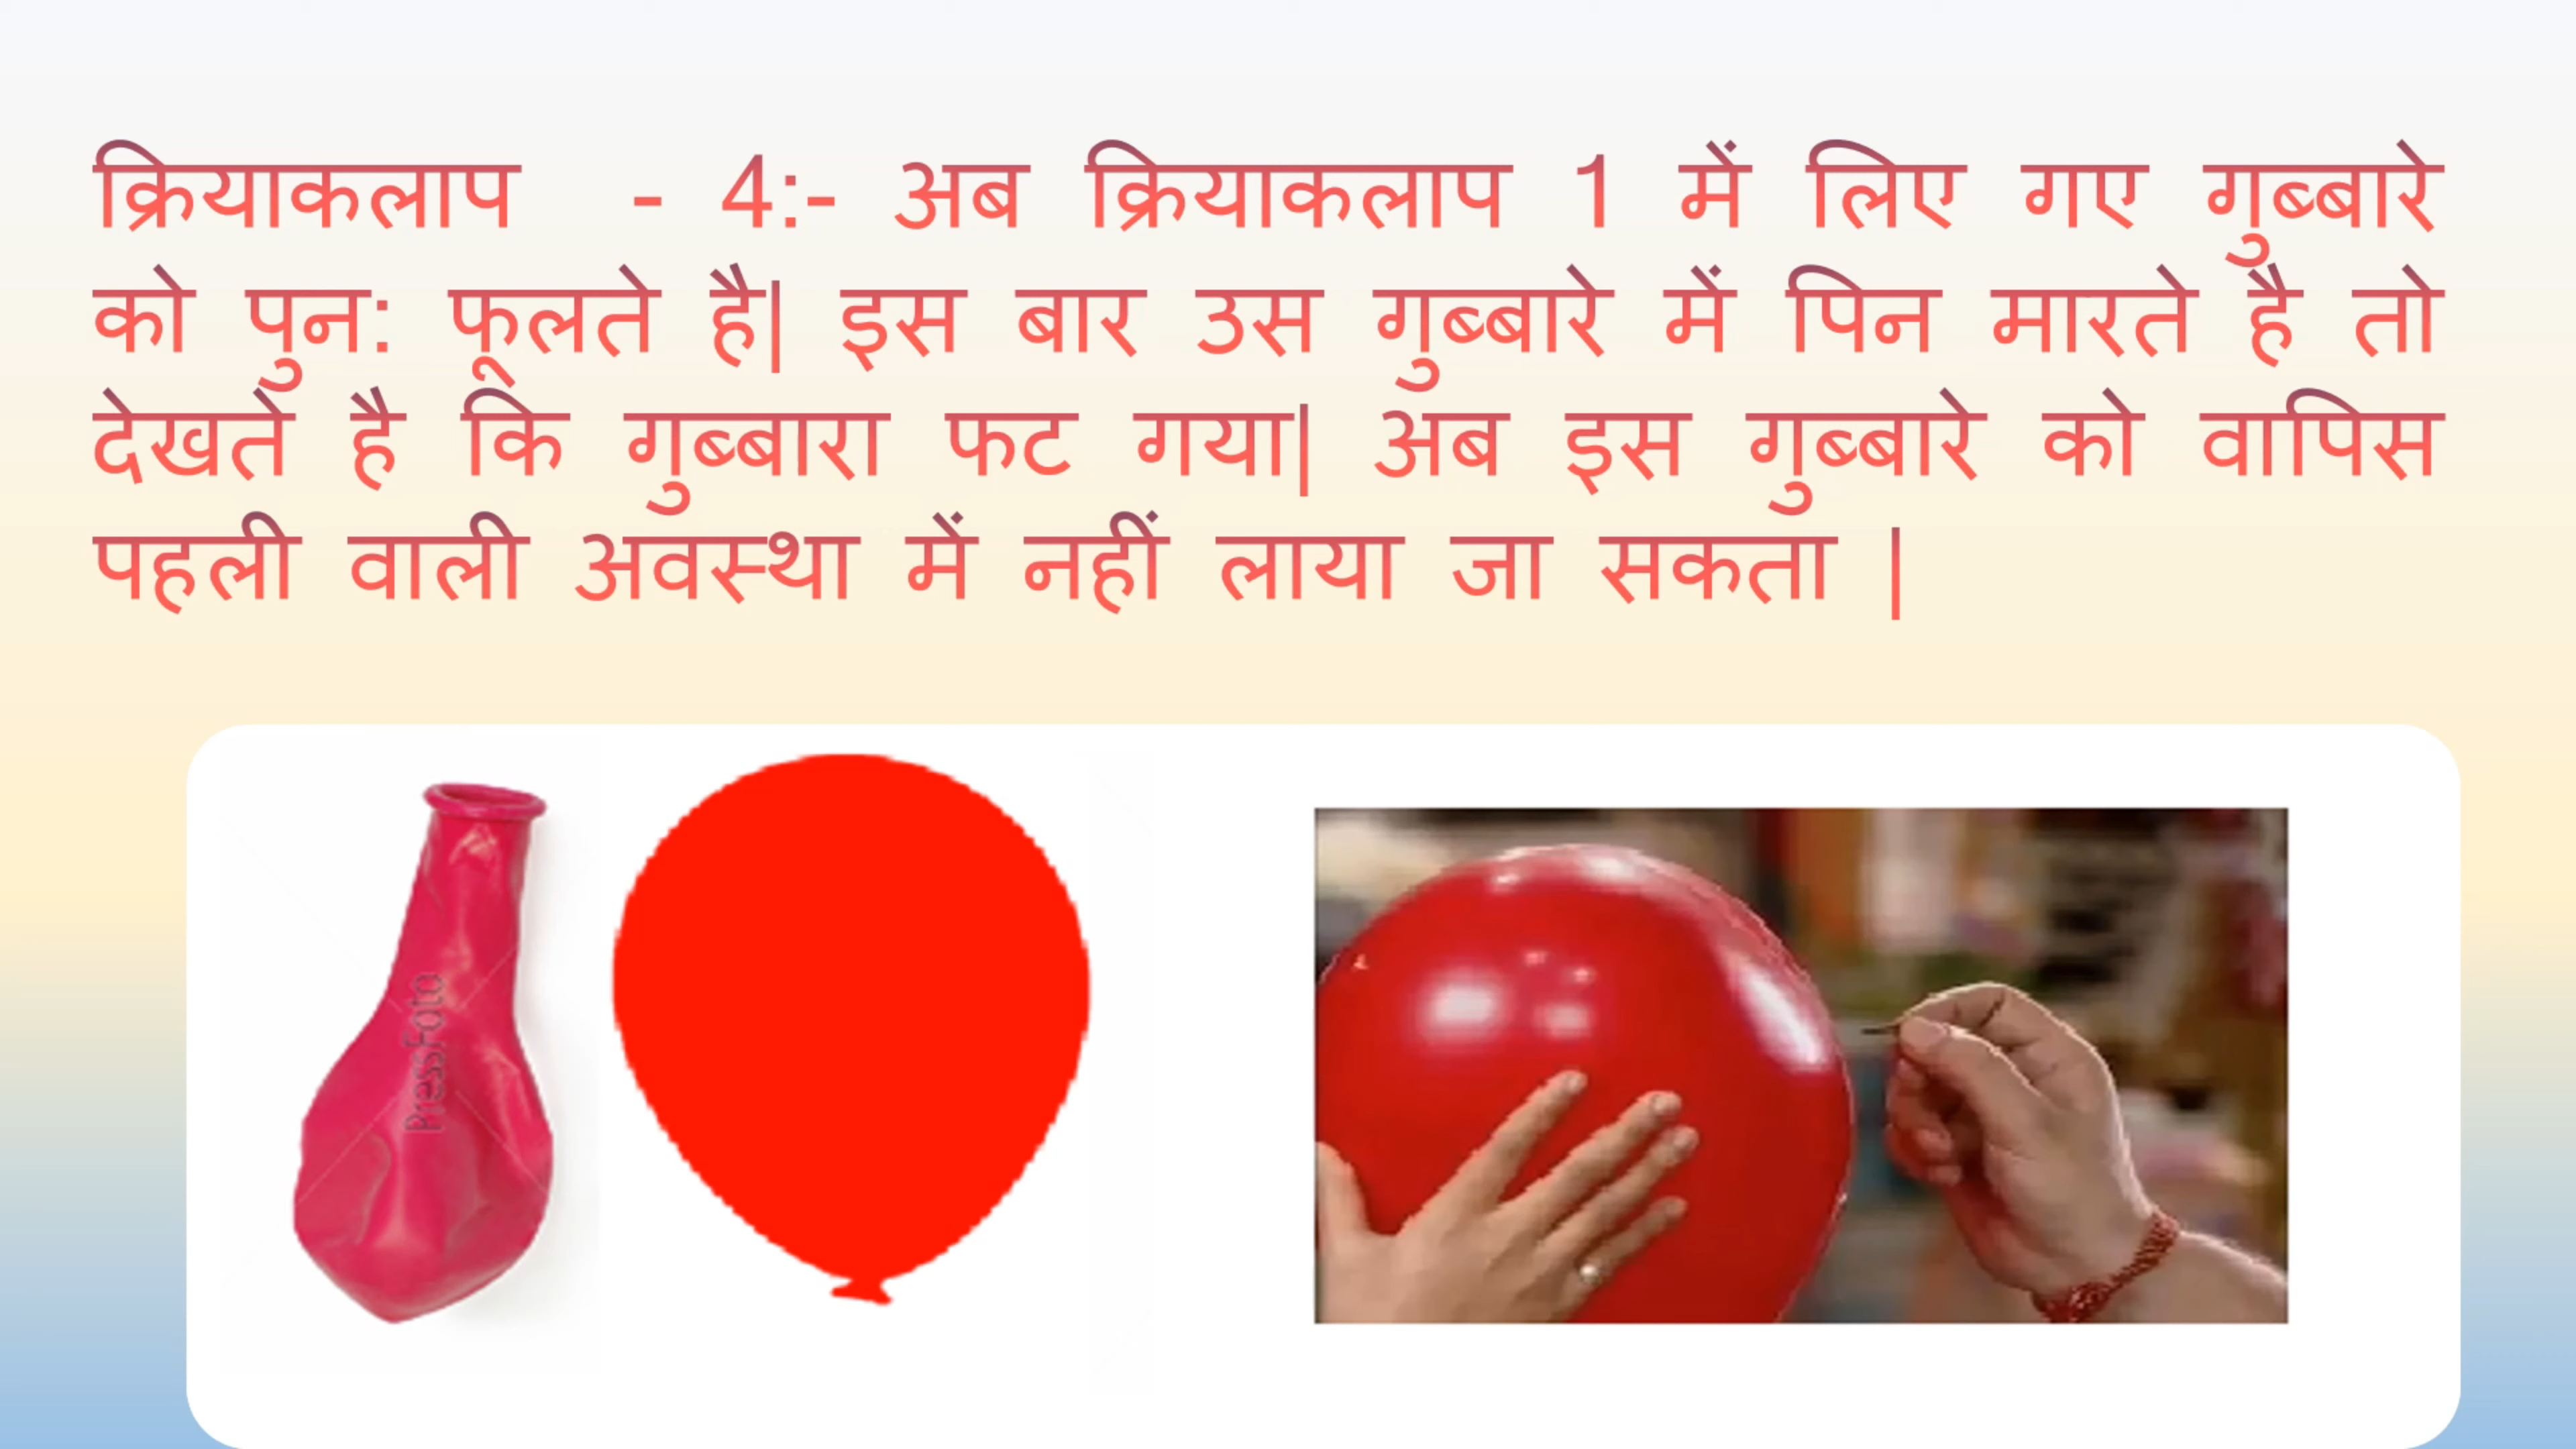 क्रियाकलाप - 4:- अब क्रियाकलाप 1 में लिए गए गुब्बारे
को पुन: फूलते है| इस बार उस गुब्बारे में पिन मारते है तो
देखते है कि गुब्बारा फट गया| अब इस गुब्बारे को वापिस
पहली वाली अवस्था में नहीं लाया जा सकता |
PressFoto